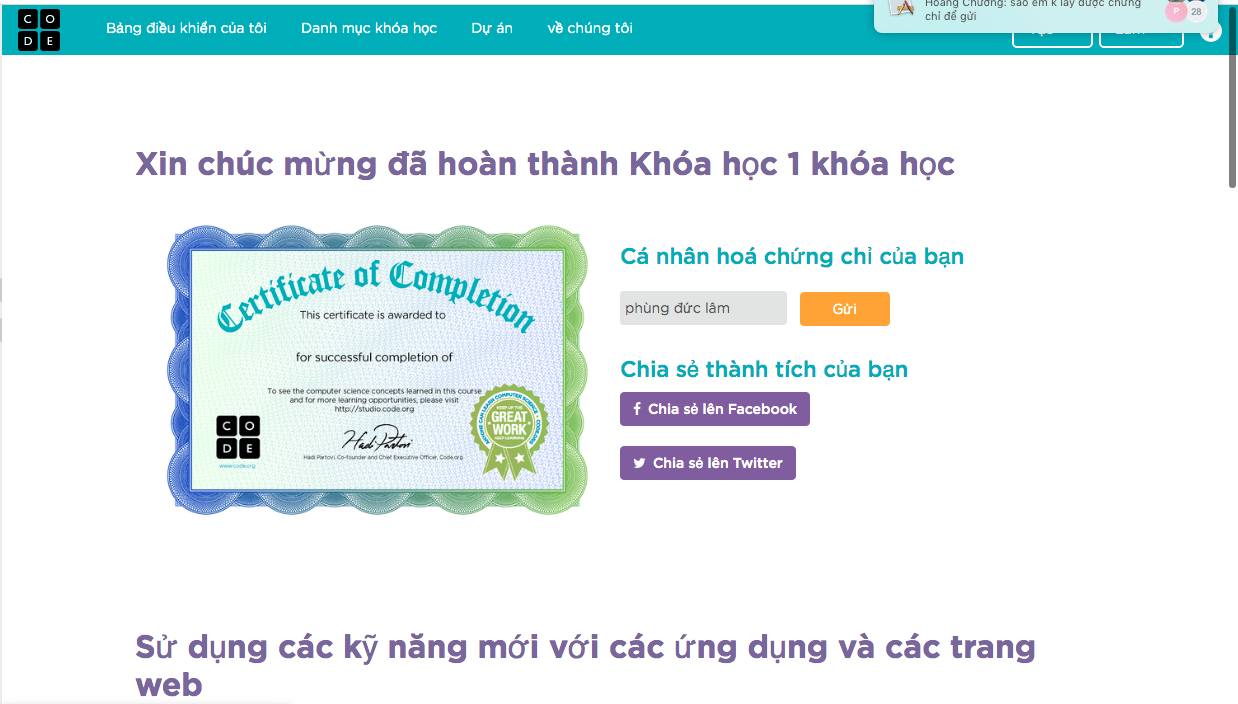 CODE
Bảng điều khiển của tôi
Danh mục khóa học
Dự án
về chúng tôi
Hoàng Chương: sao em k lấy được chứng
chỉ để gửi
P
28
Xin chúc mừng đã hoàn thành Khóa học 1 khóa học
Certificate of Completion
This certificate is awarded to
for successful completion of
To see the computer science concepts learned in this course
and for more learning opportunities, please visit
http://studio.code.org
CODE
www.code.org
Hadi Partovi
Hadi Partovi, Co-founder and Chief Executive Officer, Code.org
ANYONE CAN LEARN COMPUTER SCIENCE
KEEP UP THE
GREAT
WORK
KEEP LEARNING
Cá nhân hoá chứng chỉ của bạn
phùng đức lâm
Gửi
Chia sẻ thành tích của bạn
Chia sẻ lên Facebook
Chia sẻ lên Twitter
Sử dụng các kỹ năng mới với các ứng dụng và các trang
web